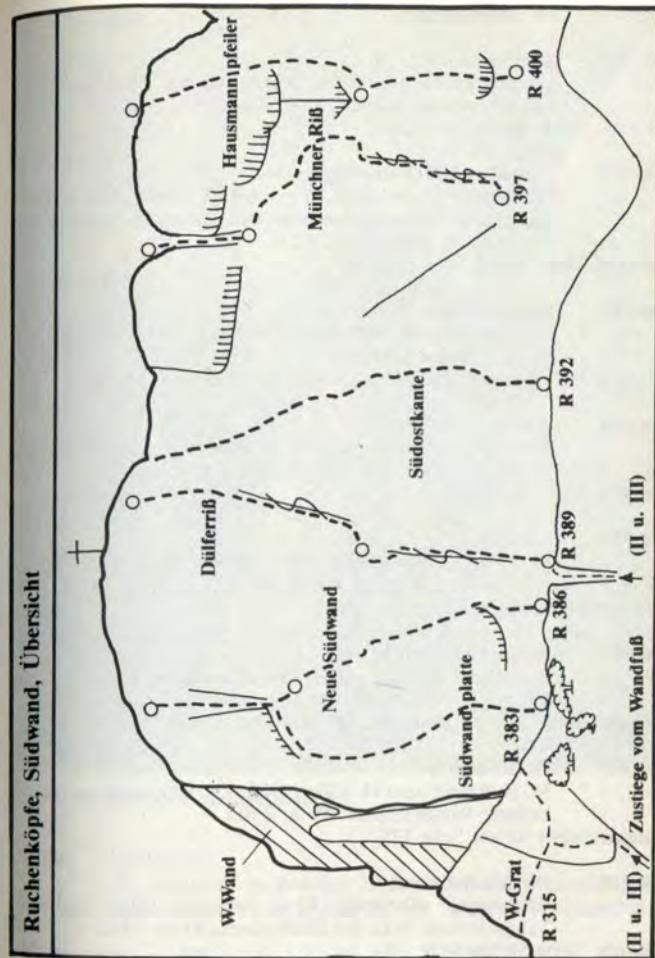 Ruchenköpfe, Südwand, Übersicht
W-Wand
Dülferriß
Hausmannpfeiler
Münchner Riß
Neue Südwand
Südostkante
Südwandplatte
W-Grat
R 315
R 383
R 386
R 389
R 392
R 397
R 400
(II u. III)
Zustiege vom Wandfuß
(II u. III)